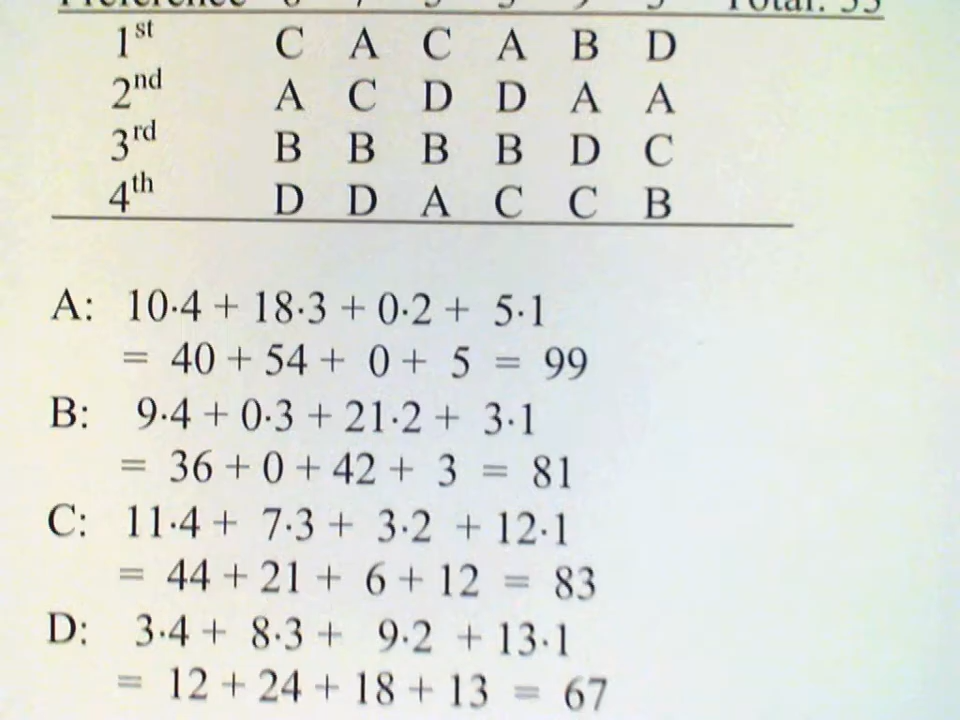 1st C A C A B D
2nd A C D D A A
3rd B B B B D C
4th D D A C C B
A: 10·4 + 18·3 + 0·2 + 5·1
= 40 + 54 + 0 + 5 = 99
B: 9·4 + 0·3 + 21·2 + 3·1
= 36 + 0 + 42 + 3 = 81
C: 11·4 + 7·3 + 3·2 + 12·1
= 44 + 21 + 6 + 12 = 83
D: 3·4 + 8·3 + 9·2 + 13·1
= 12 + 24 + 18 + 13 = 67